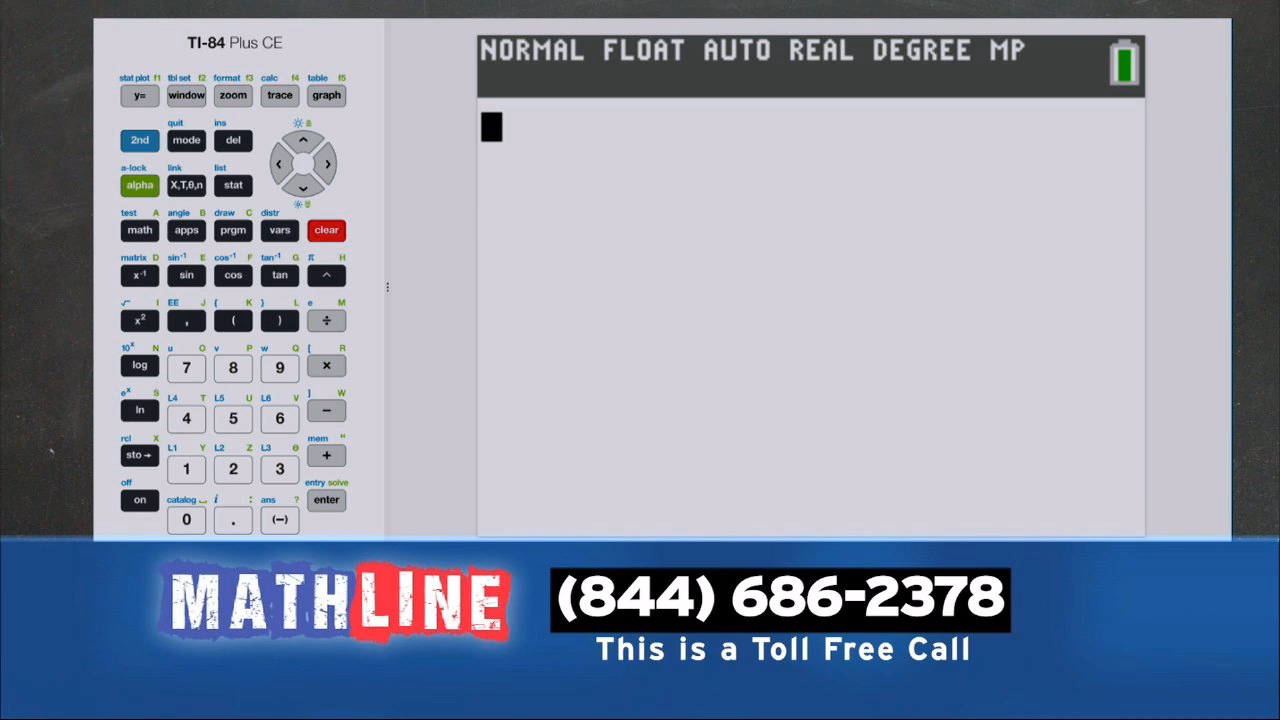 TI-84 Plus CE
stat plot f1 tbl set f2 format f3 calc f4 table f5
y= window zoom trace graph
quit ins
2nd mode del
a-lock link list
alpha X,T,θ,n stat
test A angle B draw C distr
math apps prgm vars clear
matrix D sin⁻¹ E cos⁻¹ F tan⁻¹ G π H
x⁻¹ sin cos tan ^
√ I EE J { K } L e M
x² , ( ) ÷
10ˣ N u O v P w Q [ R
log 7 8 9 ×
eˣ S L4 T L5 U L6 V ] W
ln 4 5 6 −
rcl X L1 Y L2 Z L3 θ mem "
sto→ 1 2 3 +
off catalog ⎵ i : ans ? entry solve
on 0 . (−) enter
NORMAL FLOAT AUTO REAL DEGREE MP
MATHLINE
(844) 686-2378
This is a Toll Free Call